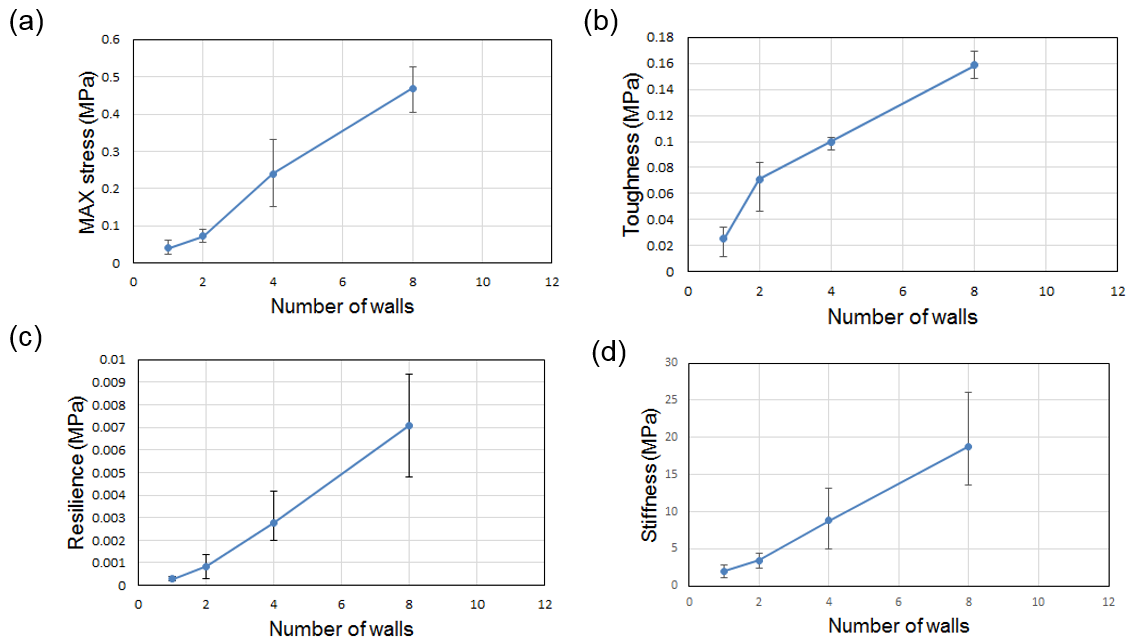 (a)
0.6
0.5
0.4
0.3
0.2
0.1
0
MAX stress (MPa)
0 2 4 6 8 10 12
Number of walls
(b)
0.18
0.16
0.14
0.12
0.1
0.08
0.06
0.04
0.02
0
Toughness (MPa)
0 2 4 6 8 10 12
Number of walls
(c)
0.01
0.009
0.008
0.007
0.006
0.005
0.004
0.003
0.002
0.001
0
Resilience (MPa)
0 2 4 6 8 10 12
Number of walls
(d)
30
25
20
15
10
5
0
Stiffness (MPa)
0 2 4 6 8 10 12
Number of walls